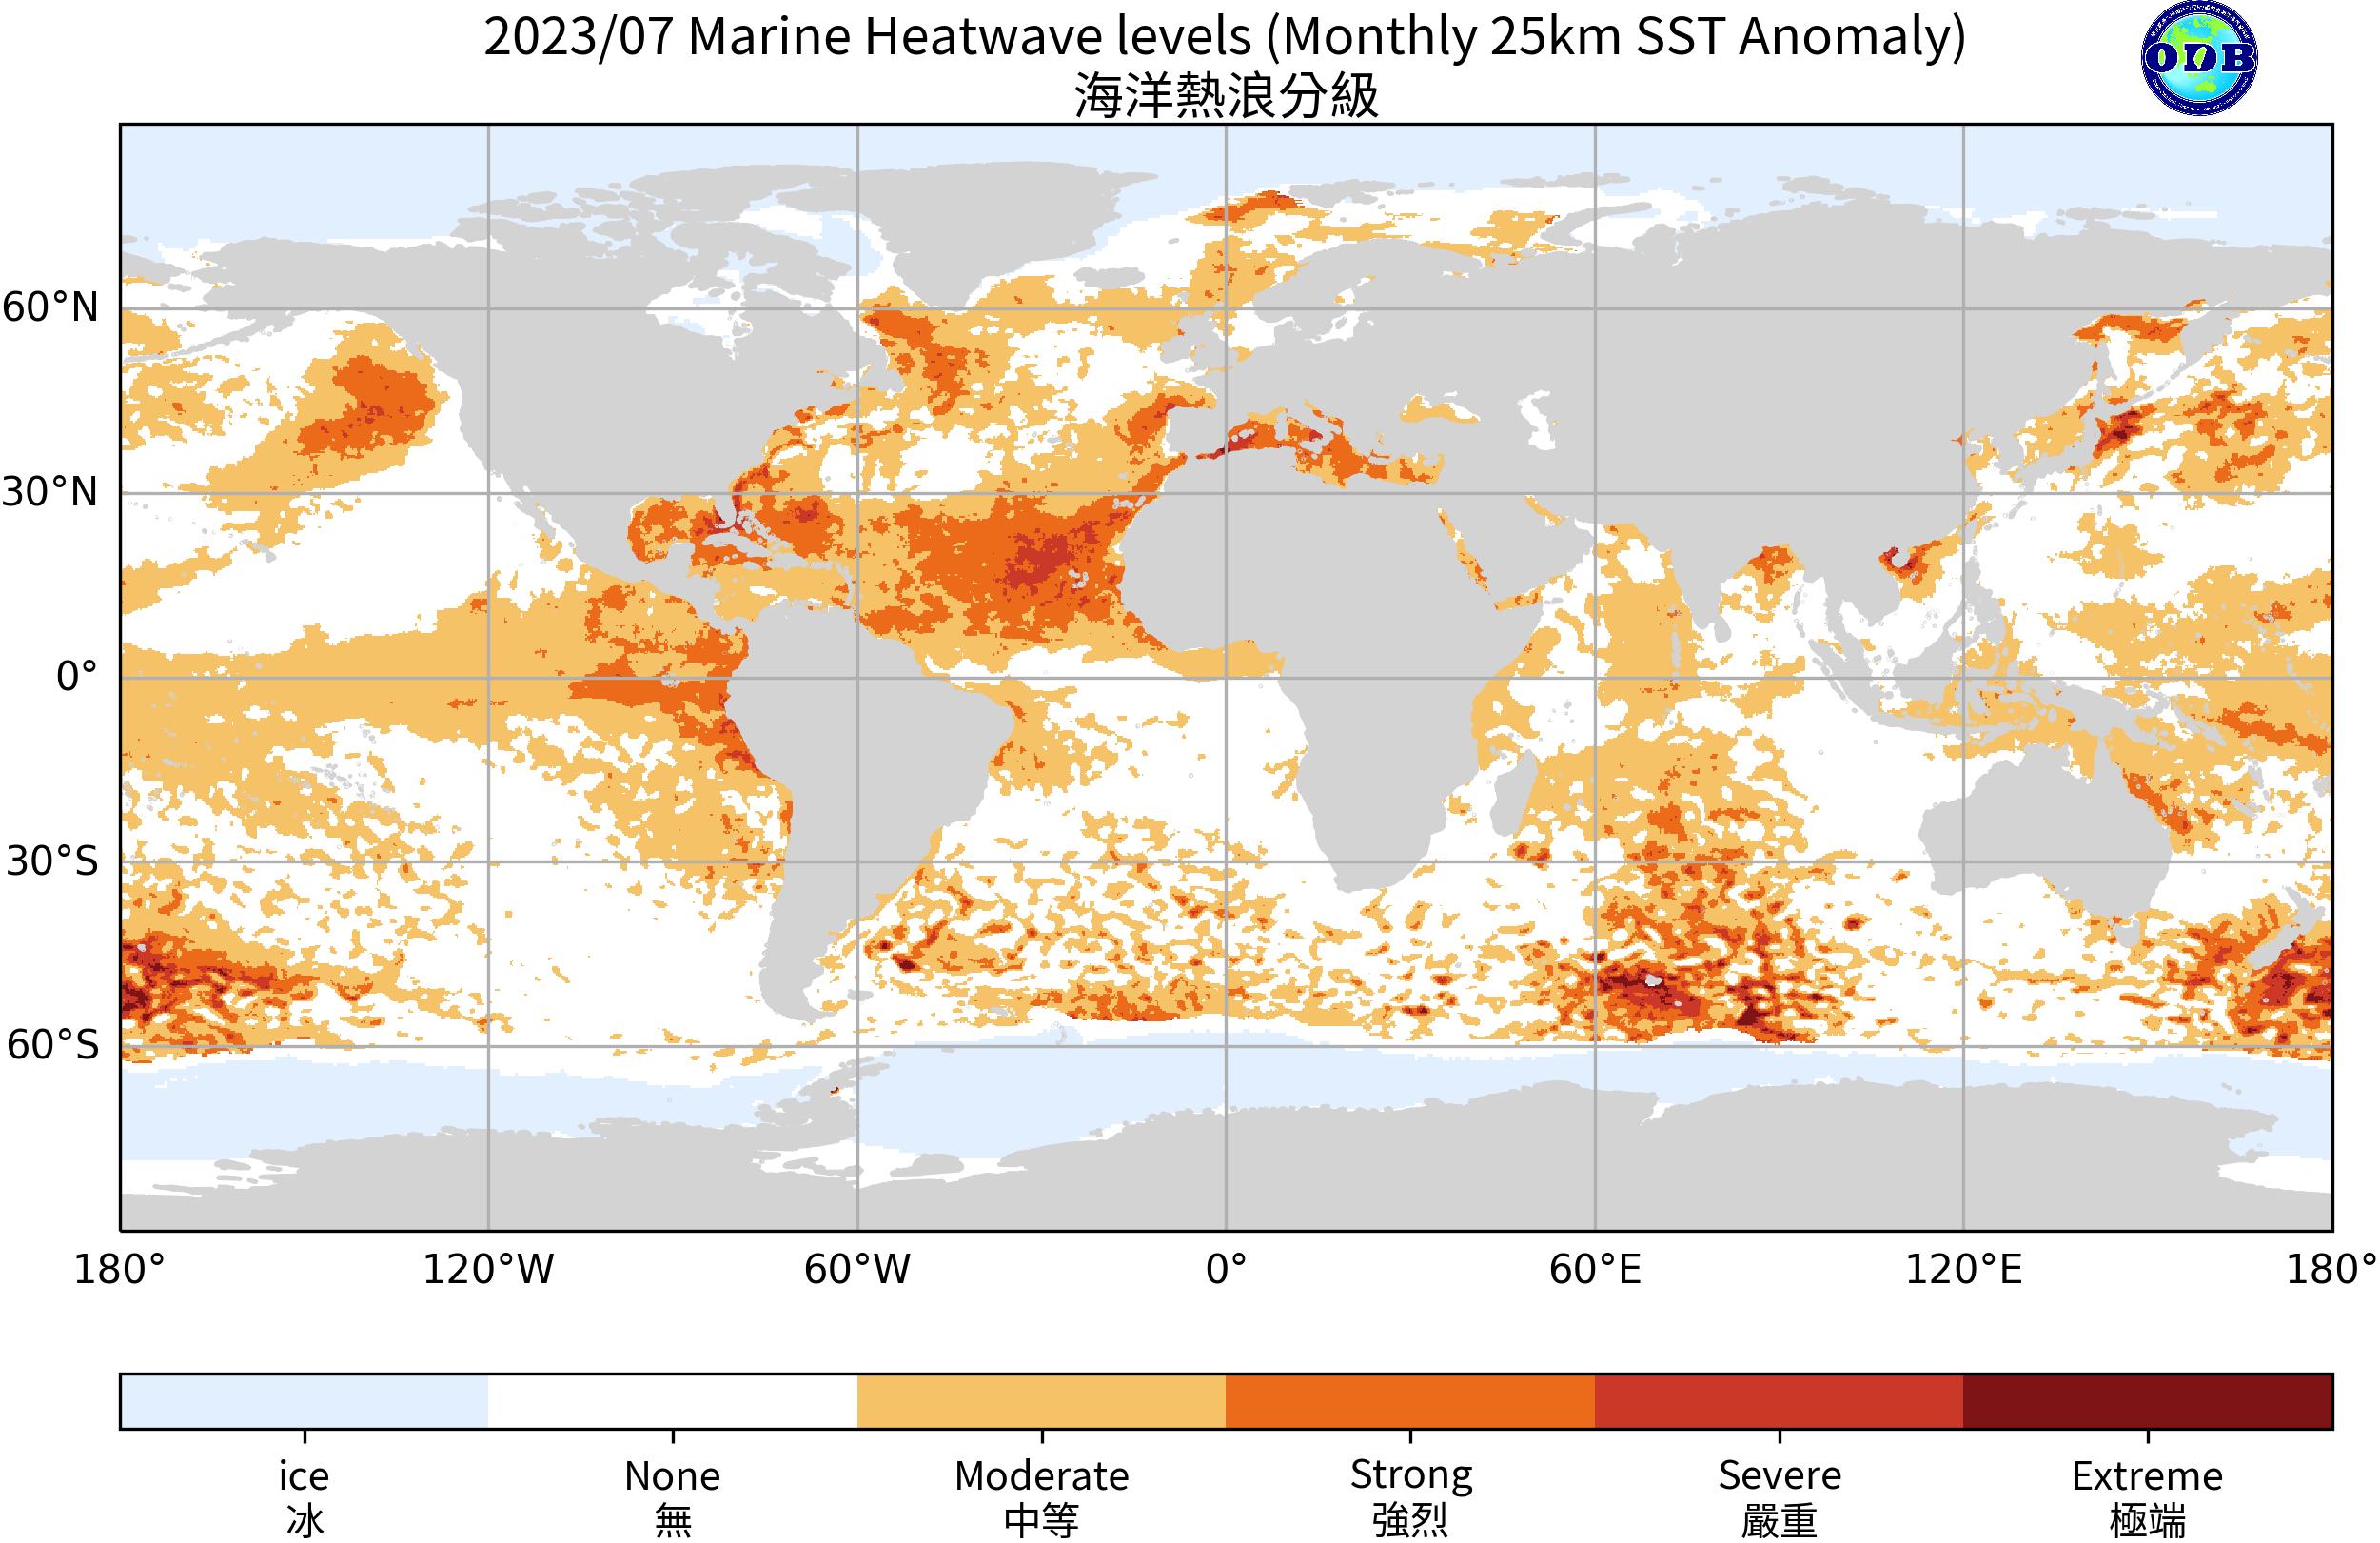 2023/07 Marine Heatwave levels (Monthly 25km SST Anomaly)
海洋熱浪分級
ODB
60°N
30°N
0°
30°S
60°S
180° 120°W 60°W 0° 60°E 120°E 180°
ice None Moderate Strong Severe Extreme
冰 無 中等 強烈 嚴重 極端